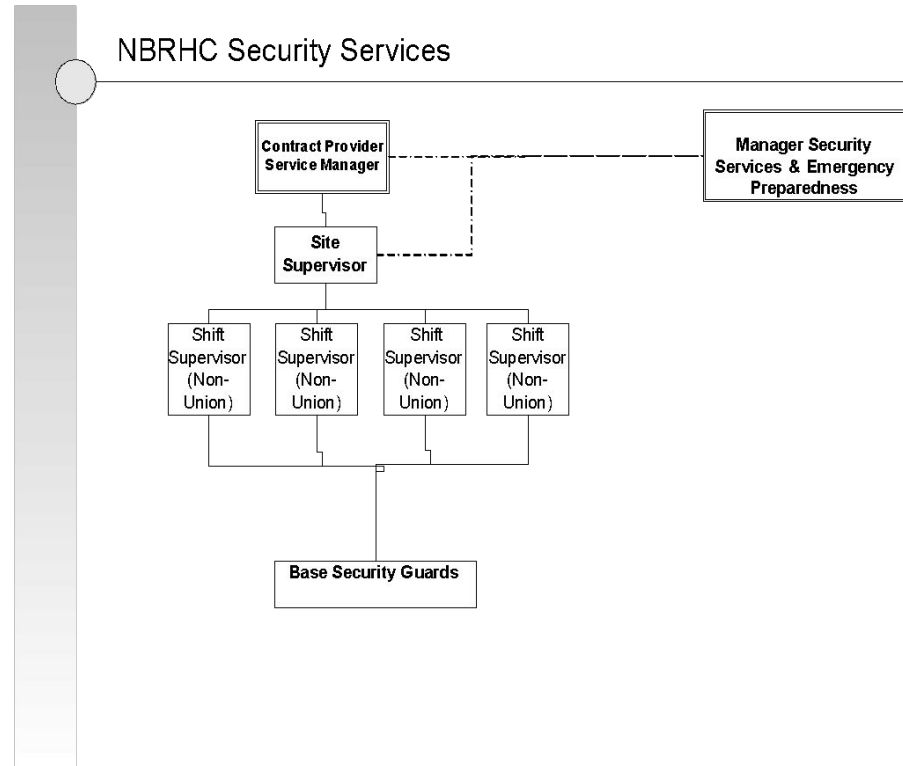 NBRHC Security Services
Contract Provider
Service Manager
Manager Security
Services & Emergency
Preparedness
Site
Supervisor
Shift
Supervisor
(Non-
Union)
Shift
Supervisor
(Non-
Union)
Shift
Supervisor
(Non-
Union)
Shift
Supervisor
(Non-
Union)
Base Security Guards